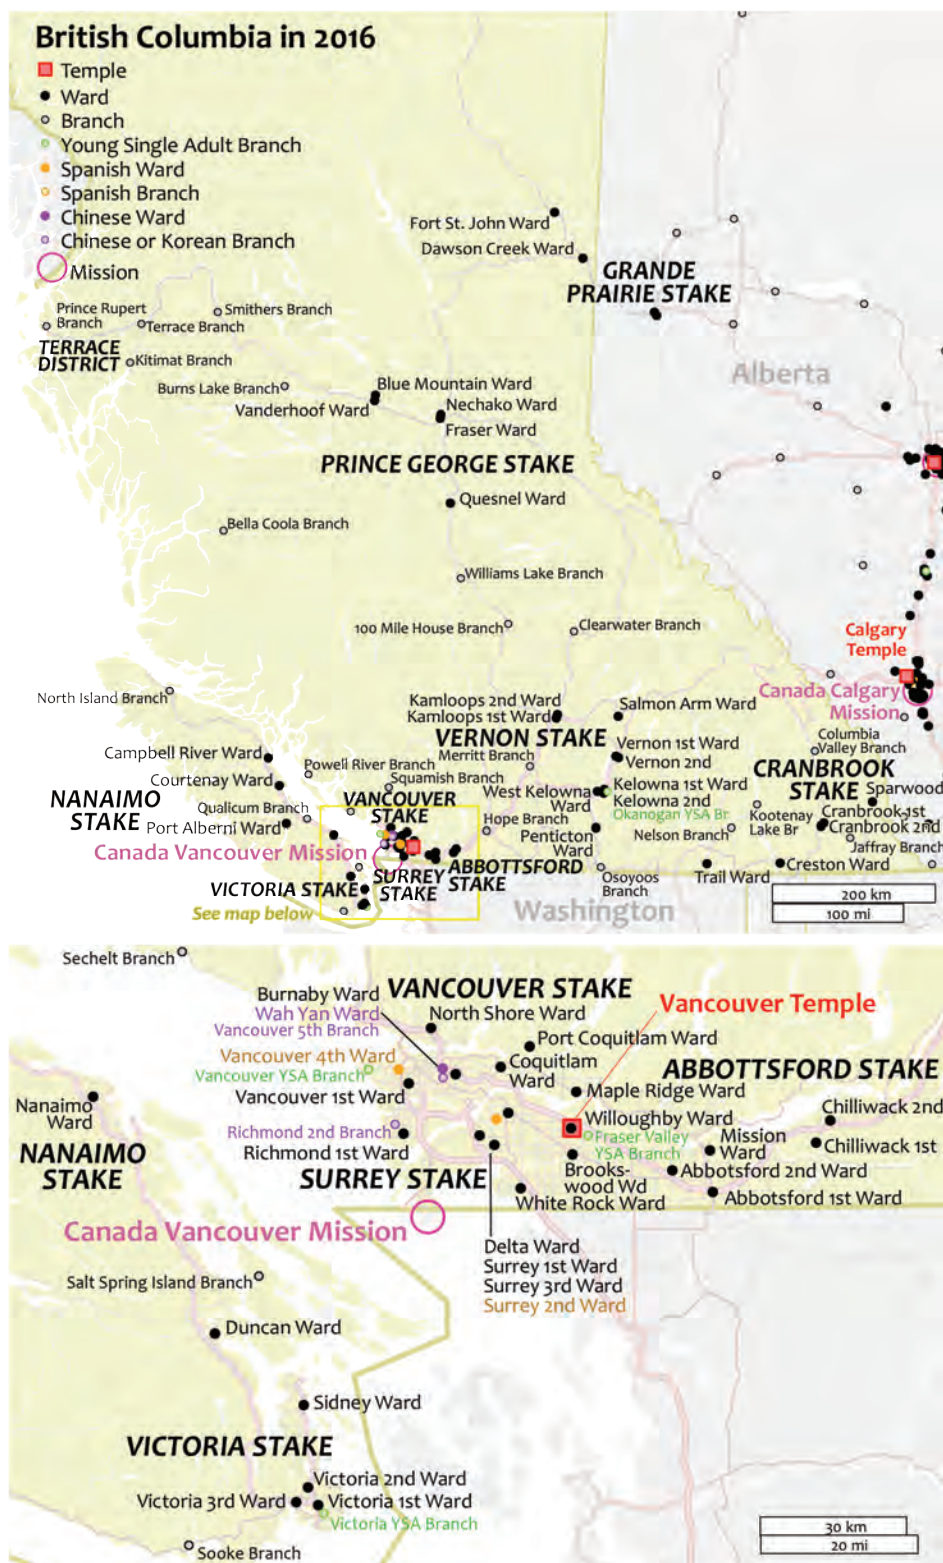 British Columbia in 2016
Temple
Ward
Branch
Young Single Adult Branch
Spanish Ward
Spanish Branch
Chinese Ward
Chinese or Korean Branch
Mission
Fort St. John Ward
Dawson Creek Ward
GRANDE
PRAIRIE STAKE
Prince Rupert
Branch
Smithers Branch
Terrace Branch
TERRACE
DISTRICT
Kitimat Branch
Alberta
Burns Lake Branch
Blue Mountain Ward
Vanderhoof Ward
Nechako Ward
Fraser Ward
PRINCE GEORGE STAKE
Quesnel Ward
Bella Coola Branch
Williams Lake Branch
100 Mile House Branch
Clearwater Branch
Calgary
Temple
Canada Calgary
Mission
North Island Branch
Kamloops 2nd Ward
Kamloops 1st Ward
Salmon Arm Ward
VERNON STAKE
Columbia
Valley Branch
Campbell River Ward
Merritt Branch
Vernon 1st Ward
Vernon 2nd
Powell River Branch
CRANBROOK
STAKE
Courtenay Ward
Squamish Branch
West Kelowna
Ward
Kelowna 1st Ward
Kelowna 2nd
Okanogan YSA Br
Sparwood
NANAIMO
STAKE
Qualicum Branch
VANCOUVER
STAKE
Kootenay
Lake Br
Cranbrook 1st
Cranbrook 2nd
Port Alberni Ward
Hope Branch
Penticton
Ward
Nelson Branch
Jaffray Branch
Canada Vancouver Mission
SURREY
STAKE
ABBOTTSFORD
STAKE
Osoyoos
Branch
Trail Ward
Creston Ward
VICTORIA STAKE
See map below
Washington
200 km
100 mi
Sechelt Branch
VANCOUVER STAKE
Burnaby Ward
Wah Yan Ward
Vancouver 5th Branch
North Shore Ward
Vancouver Temple
Port Coquitlam Ward
Vancouver 4th Ward
Vancouver YSA Branch
Coquitlam
Ward
ABBOTTSFORD STAKE
Vancouver 1st Ward
Maple Ridge Ward
Nanaimo
Ward
Chilliwack 2nd
Willoughby Ward
Richmond 2nd Branch
Fraser Valley
YSA Branch
Mission
Ward
Chilliwack 1st
Richmond 1st Ward
NANAIMO
STAKE
SURREY STAKE
Brooks-
wood Wd
Abbotsford 2nd Ward
White Rock Ward
Abbotsford 1st Ward
Canada Vancouver Mission
Delta Ward
Surrey 1st Ward
Surrey 3rd Ward
Surrey 2nd Ward
Salt Spring Island Branch
Duncan Ward
Sidney Ward
VICTORIA STAKE
Victoria 2nd Ward
Victoria 3rd Ward
Victoria 1st Ward
Victoria YSA Branch
Sooke Branch
30 km
20 mi